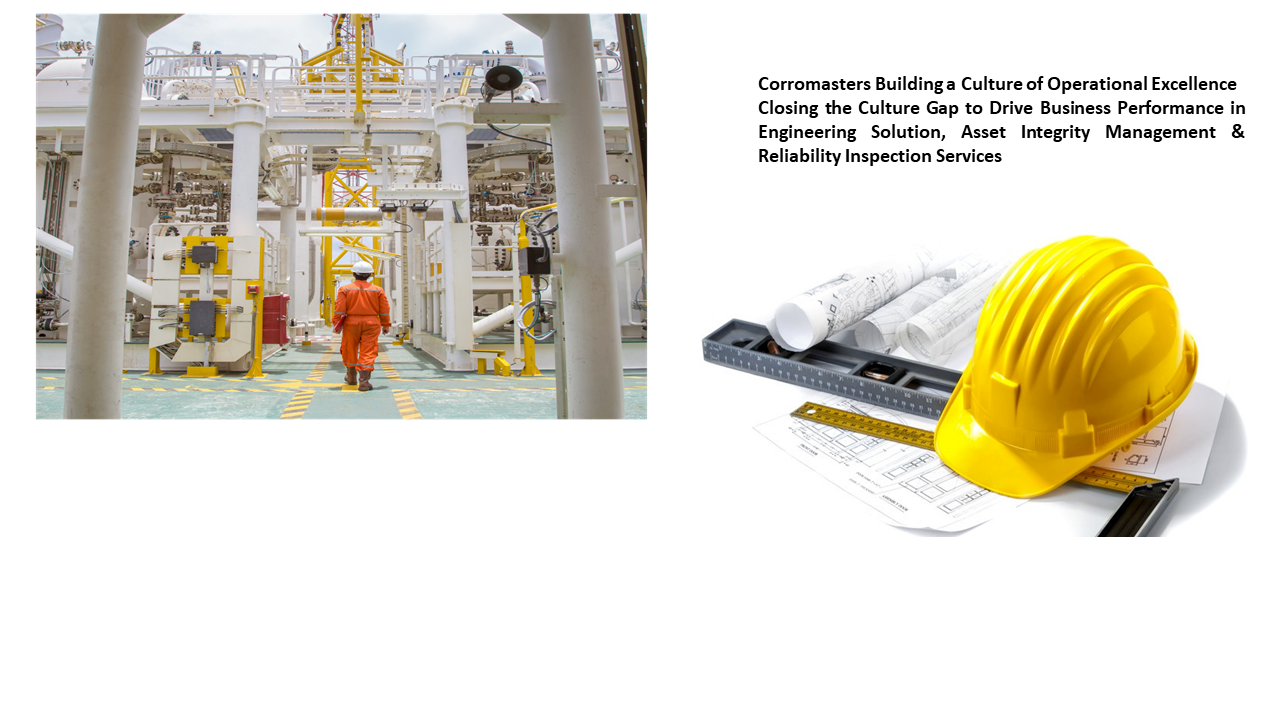 Corromasters Building a Culture of Operational Excellence
Closing the Culture Gap to Drive Business Performance in
Engineering Solution, Asset Integrity Management &
Reliability Inspection Services